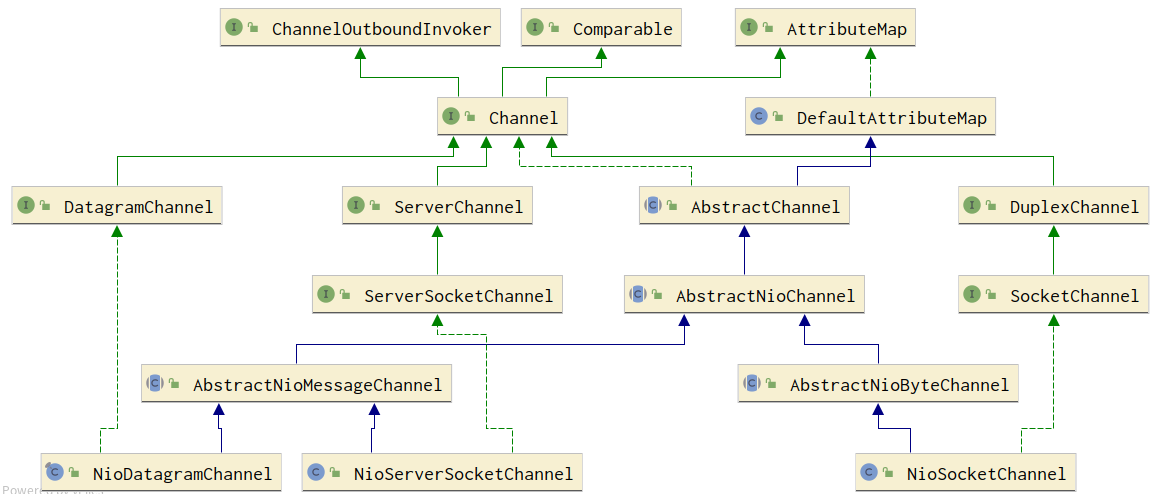 ChannelOutboundInvoker
Comparable
AttributeMap
Channel
DefaultAttributeMap
DatagramChannel
ServerChannel
AbstractChannel
DuplexChannel
ServerSocketChannel
AbstractNioChannel
SocketChannel
AbstractNioMessageChannel
AbstractNioByteChannel
NioDatagramChannel
NioServerSocketChannel
NioSocketChannel